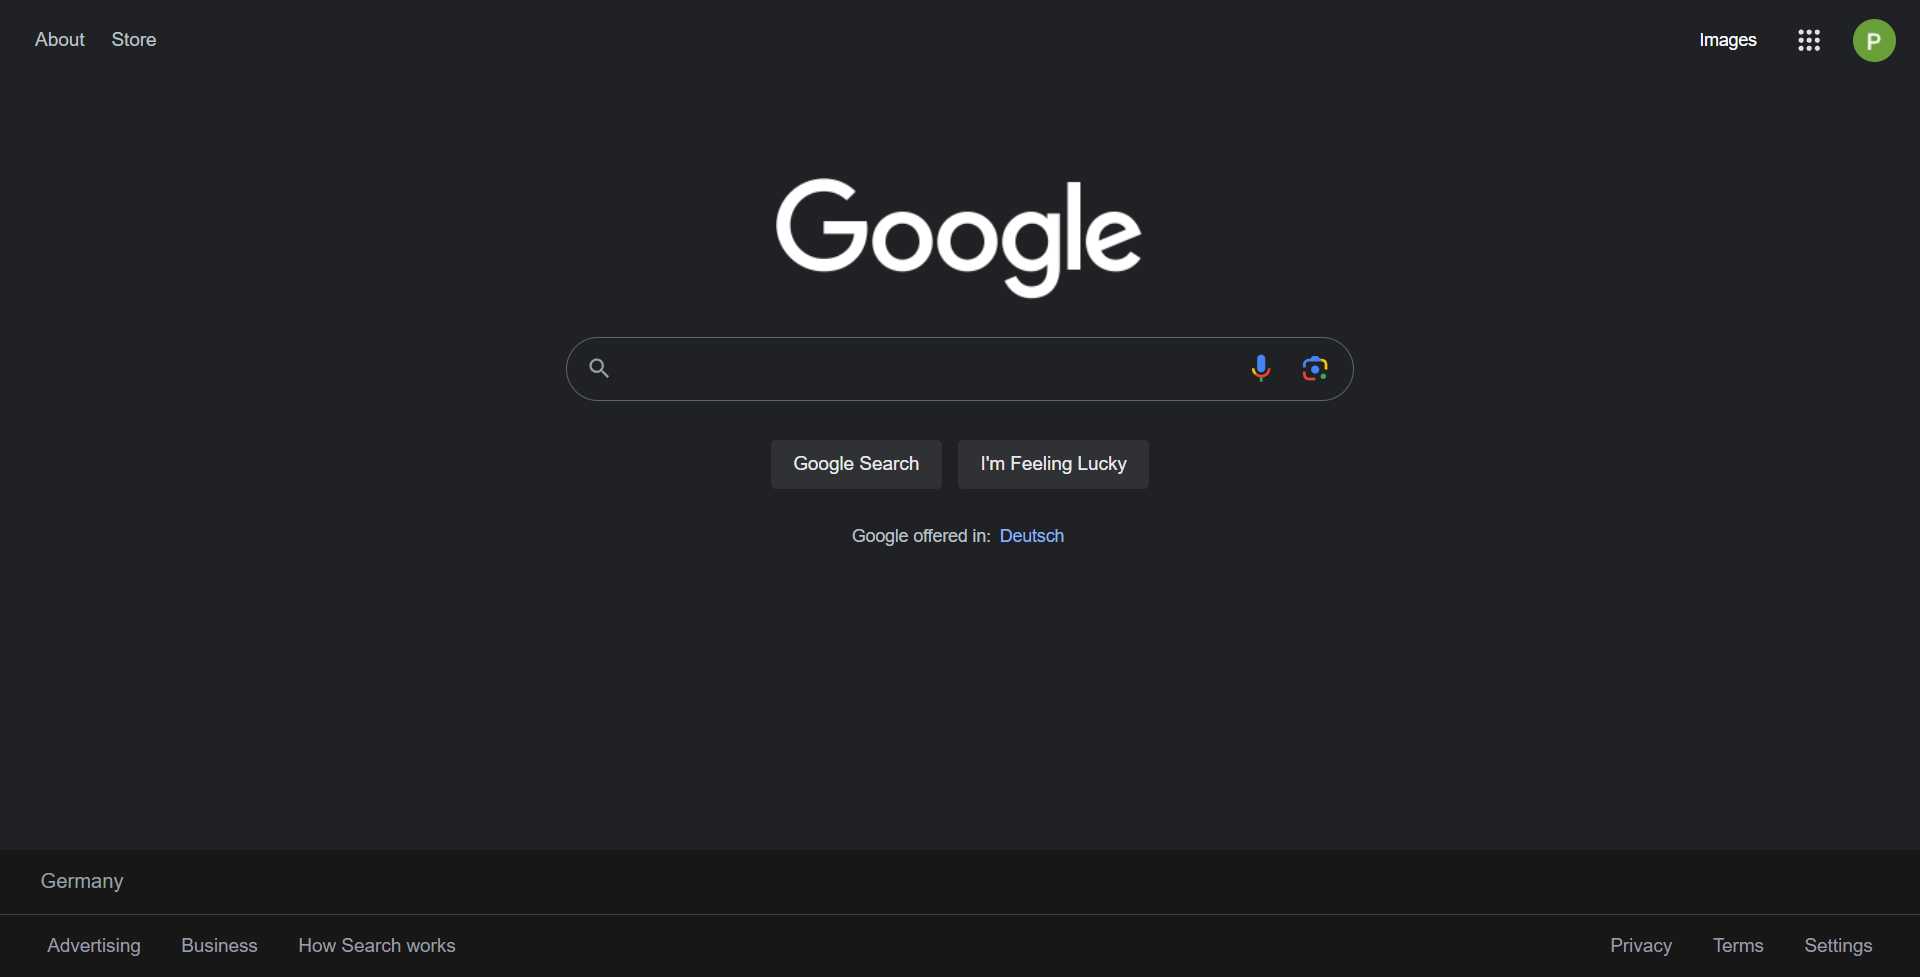 About Store Images P
Google
Google Search I'm Feeling Lucky
Google offered in: Deutsch
Germany
Advertising Business How Search works Privacy Terms Settings